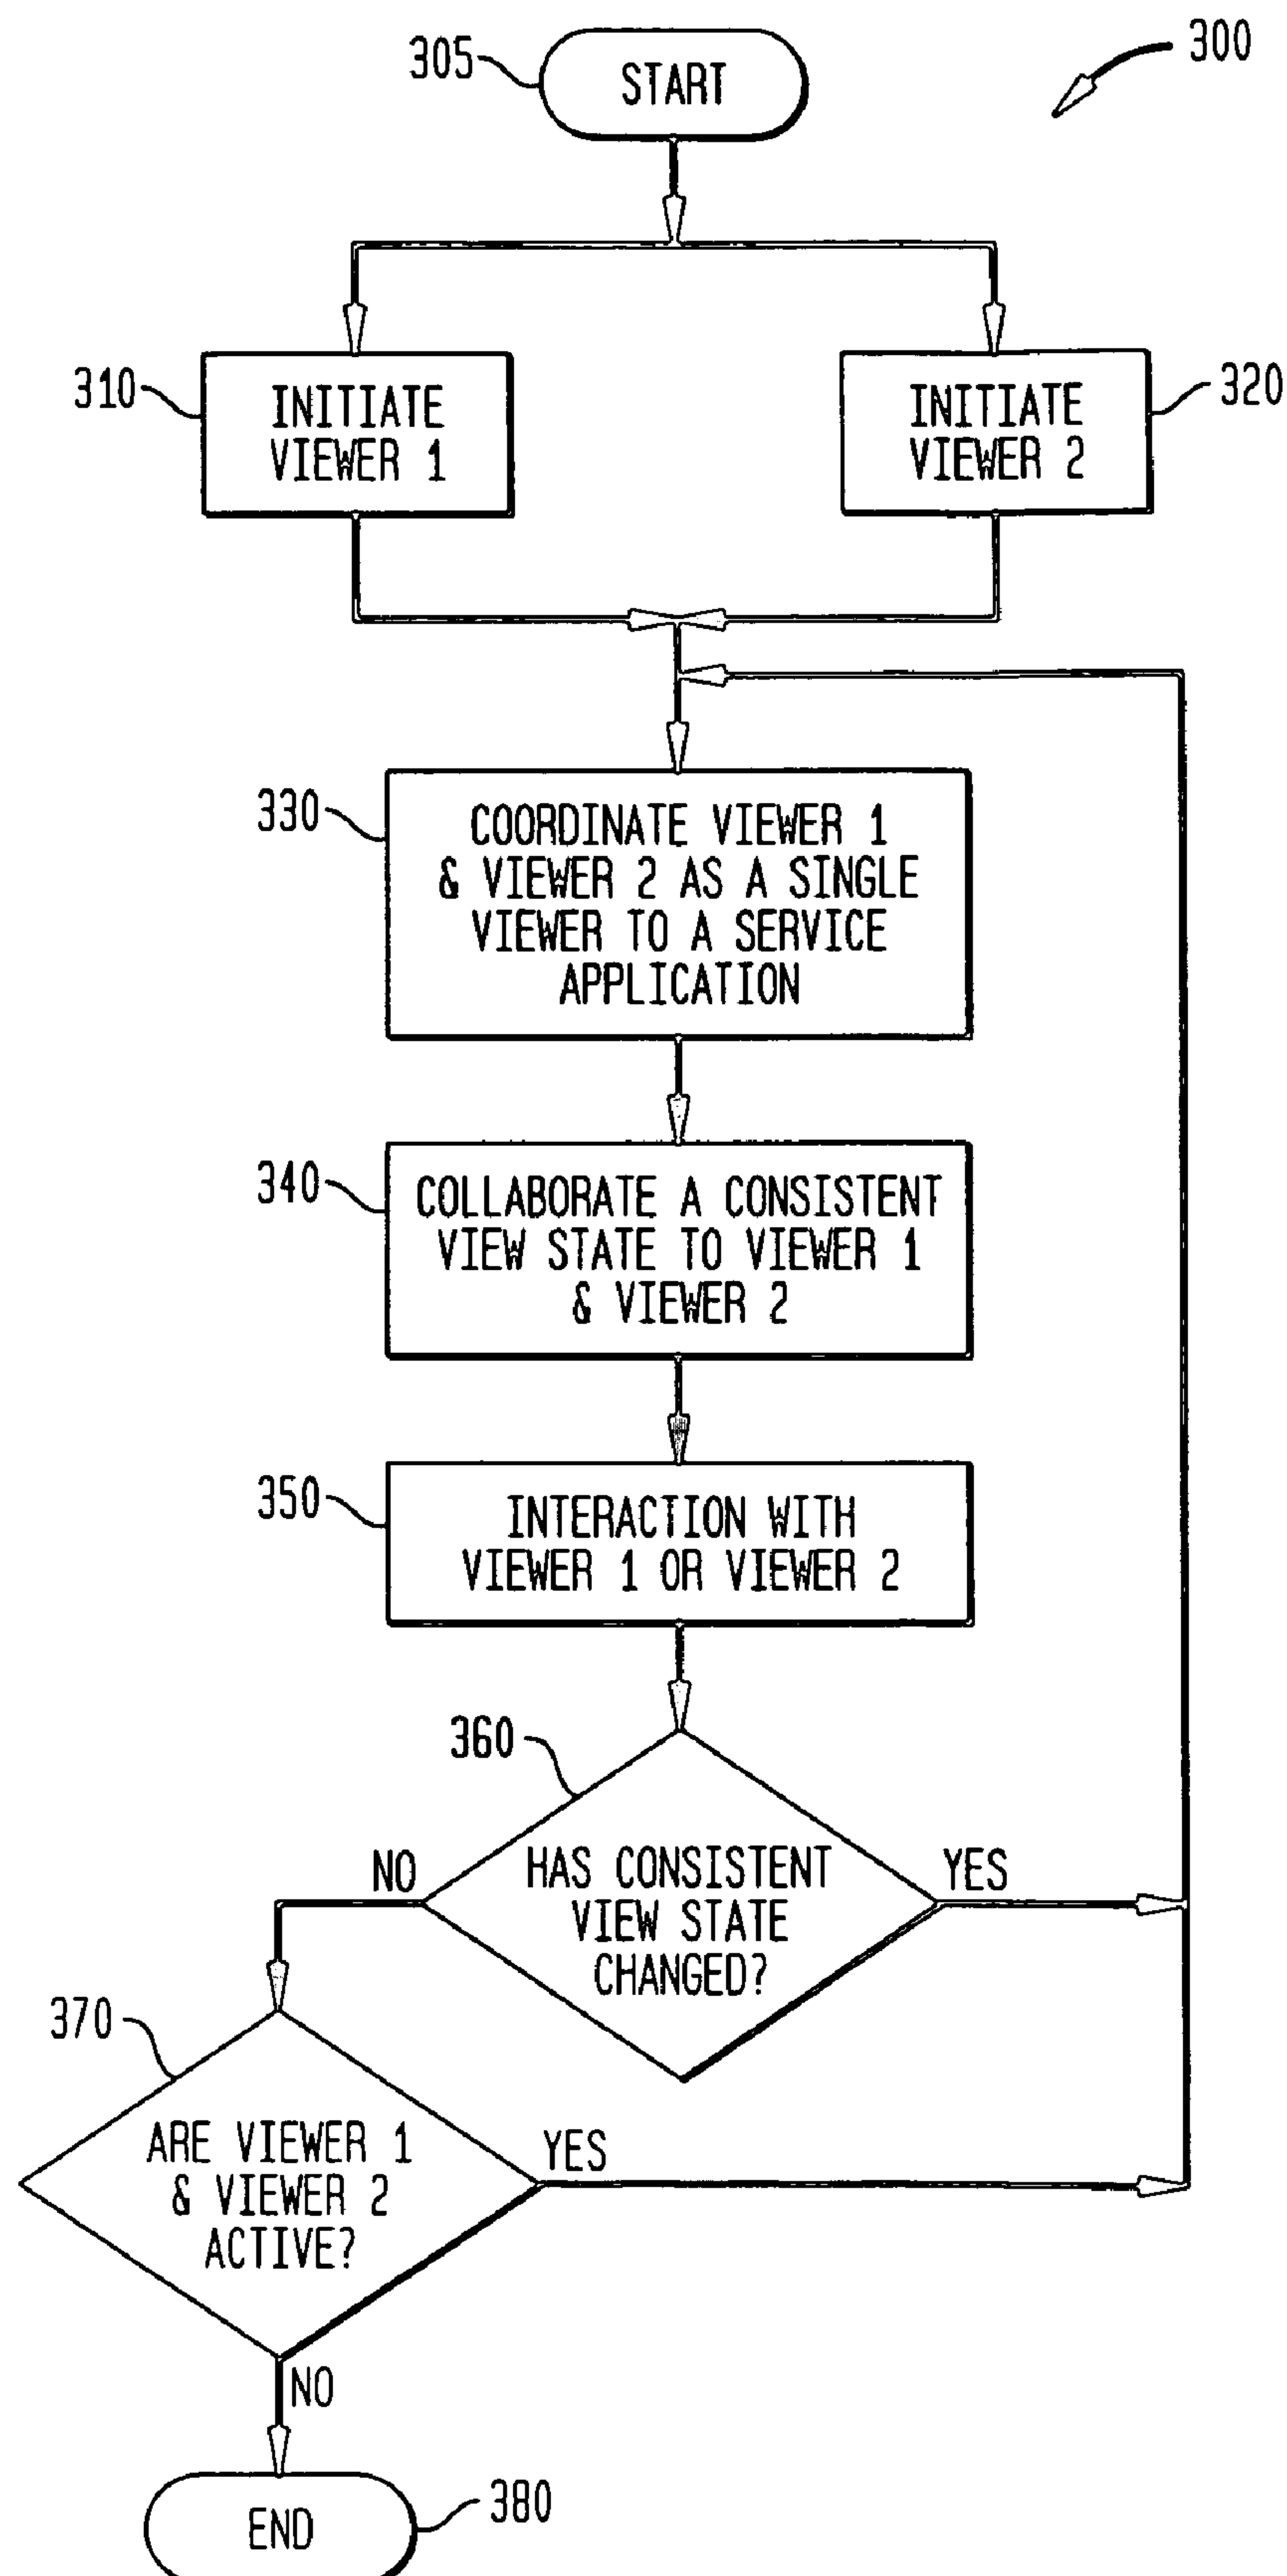 300
305
START
310
INITIATE
VIEWER 1
INITIATE
VIEWER 2
320
330
COORDINATE VIEWER 1
& VIEWER 2 AS A SINGLE
VIEWER TO A SERVICE
APPLICATION
340
COLLABORATE A CONSISTENT
VIEW STATE TO VIEWER 1
& VIEWER 2
350
INTERACTION WITH
VIEWER 1 OR VIEWER 2
360
HAS CONSISTENT
VIEW STATE
CHANGED?
NO
YES
370
ARE VIEWER 1
& VIEWER 2
ACTIVE?
YES
NO
END
380